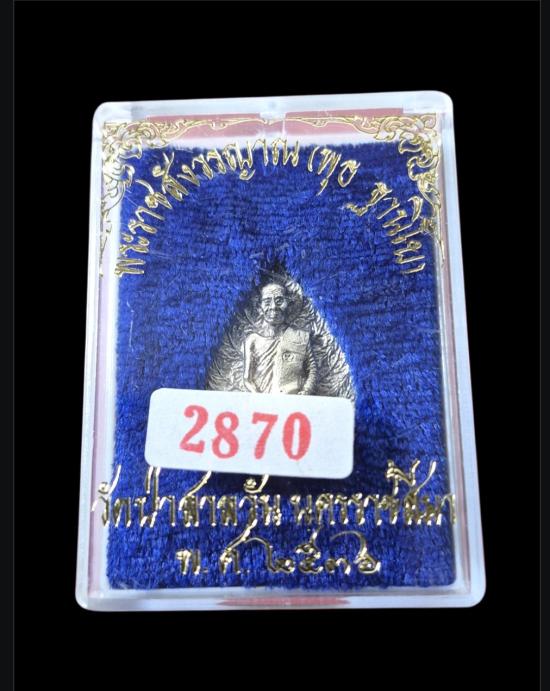 พระราชสังวรญาณ (พุธ ฐานิโย)
2870
วัดป่าสาลวัน นครราชสีมา
พ.ศ. ๒๕๓๖